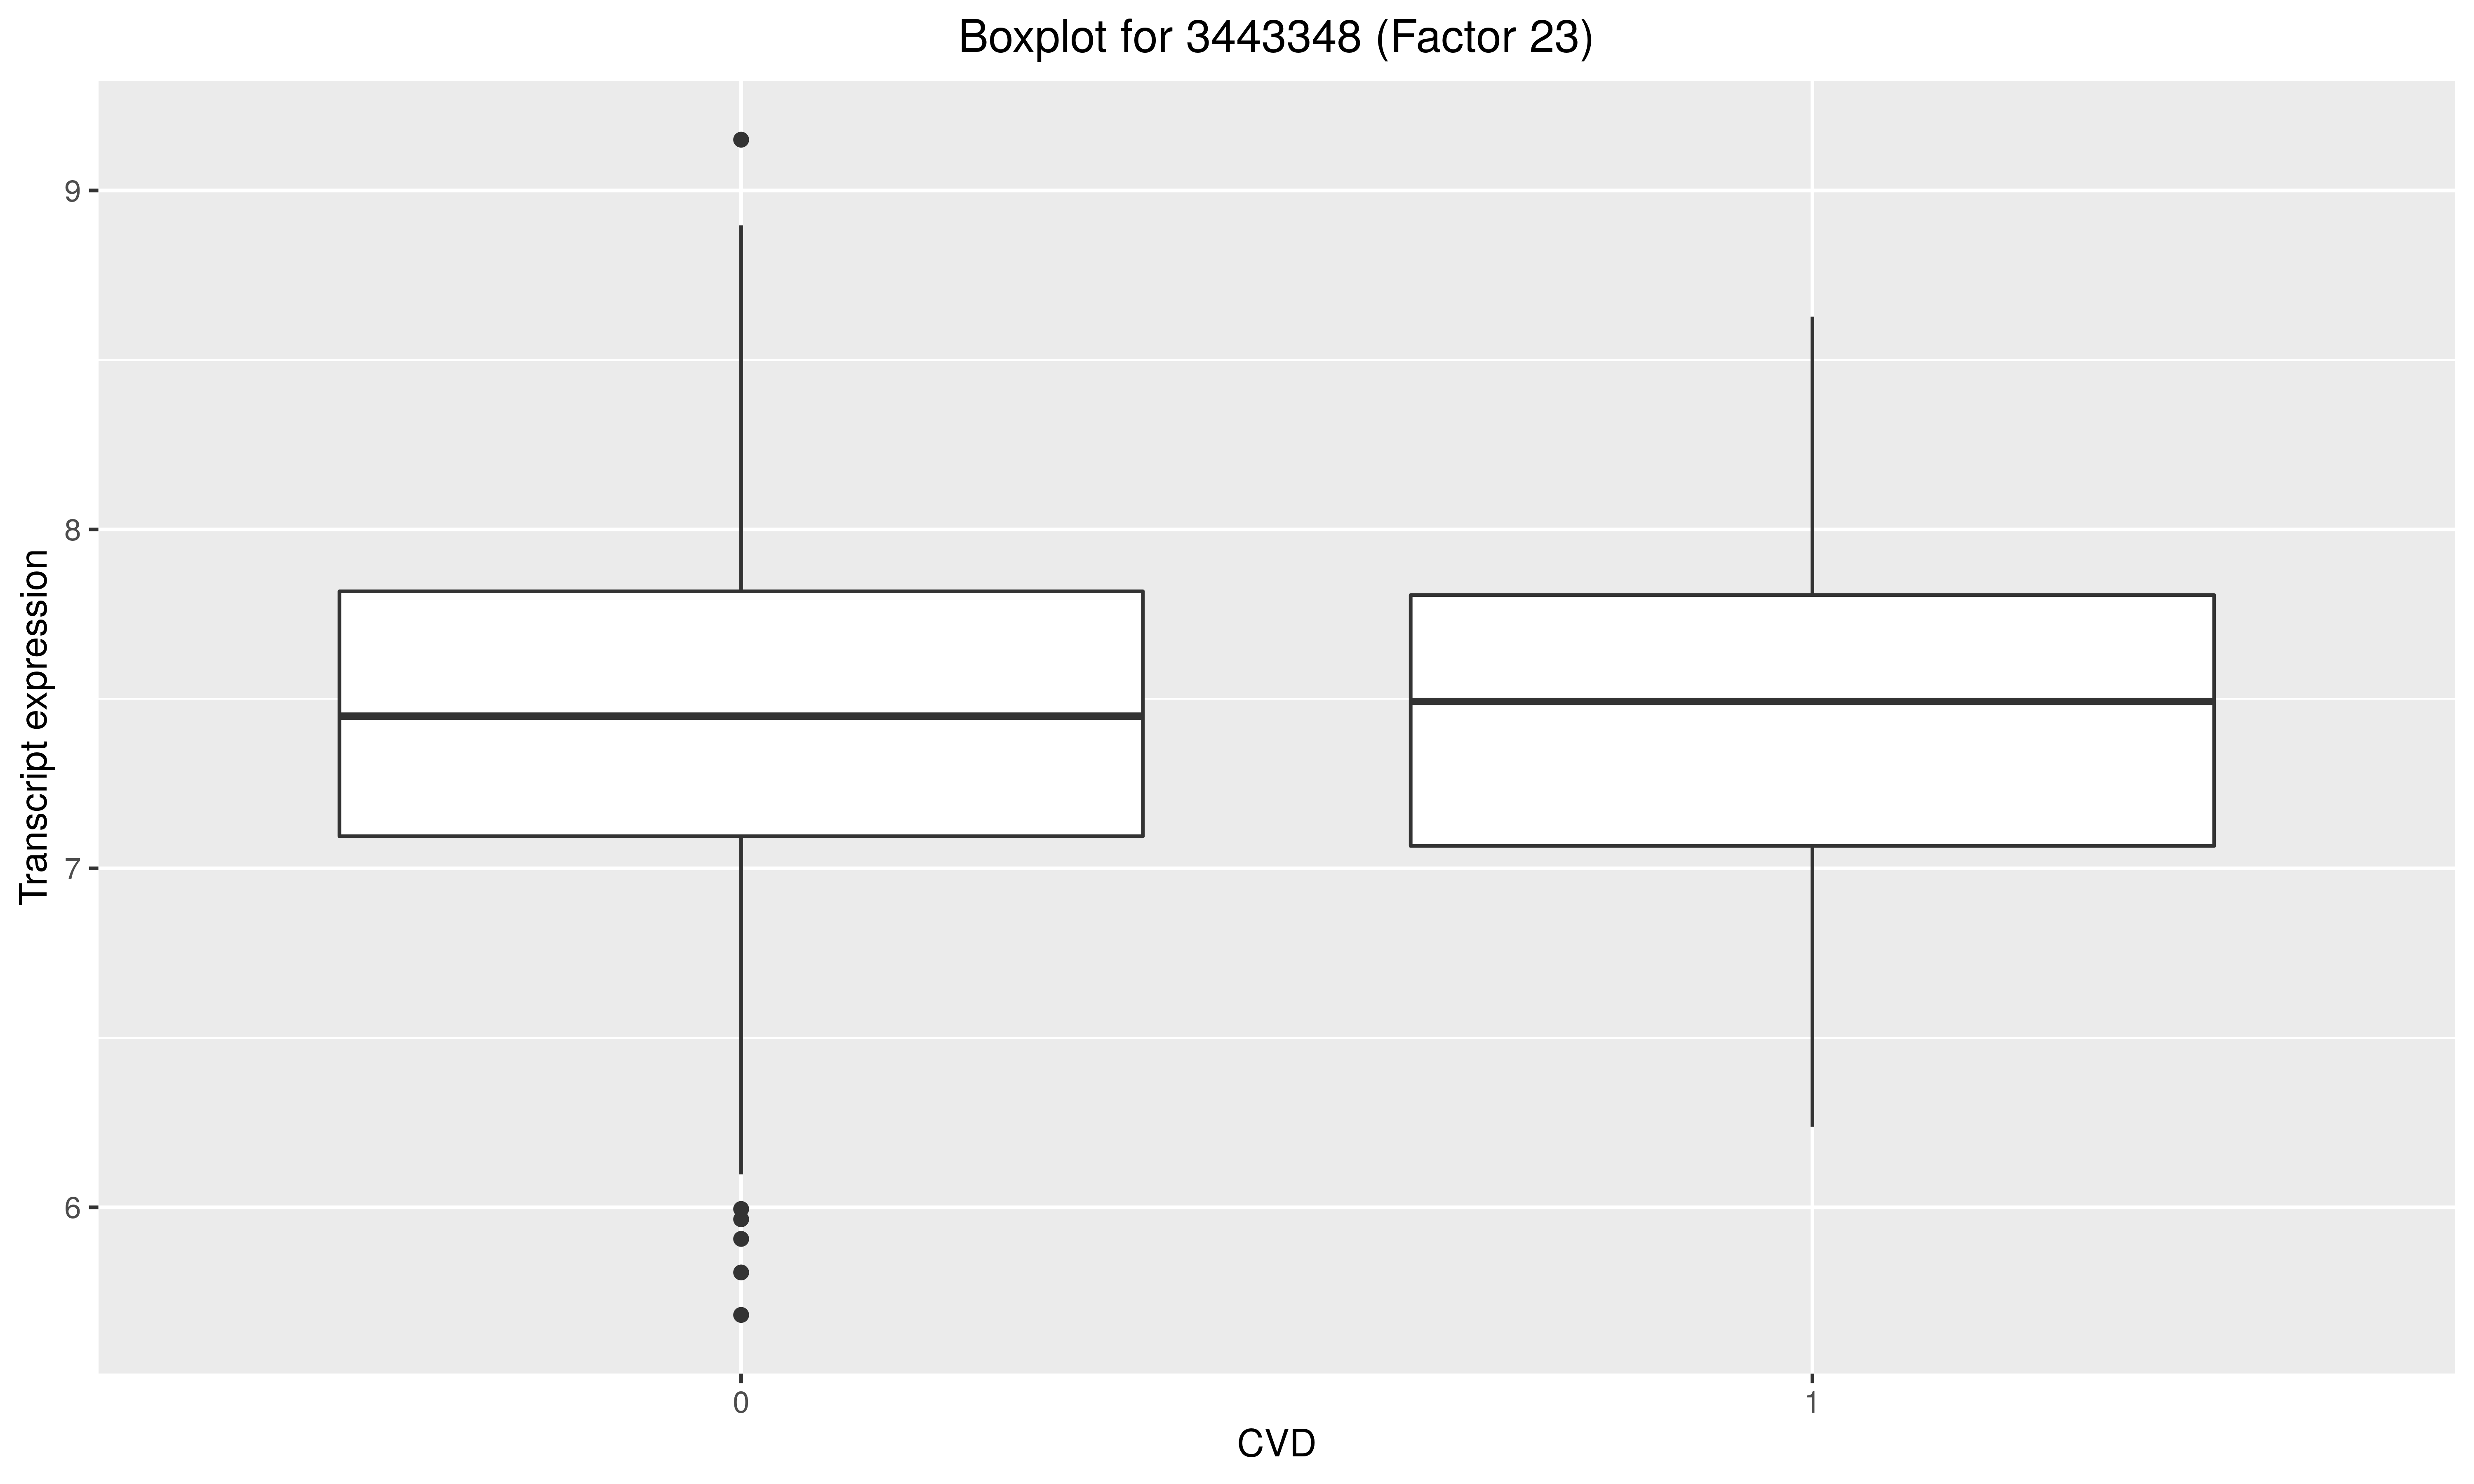 Boxplot for 3443348 (Factor 23)
Transcript expression
9
8
7
6
0
1
CVD